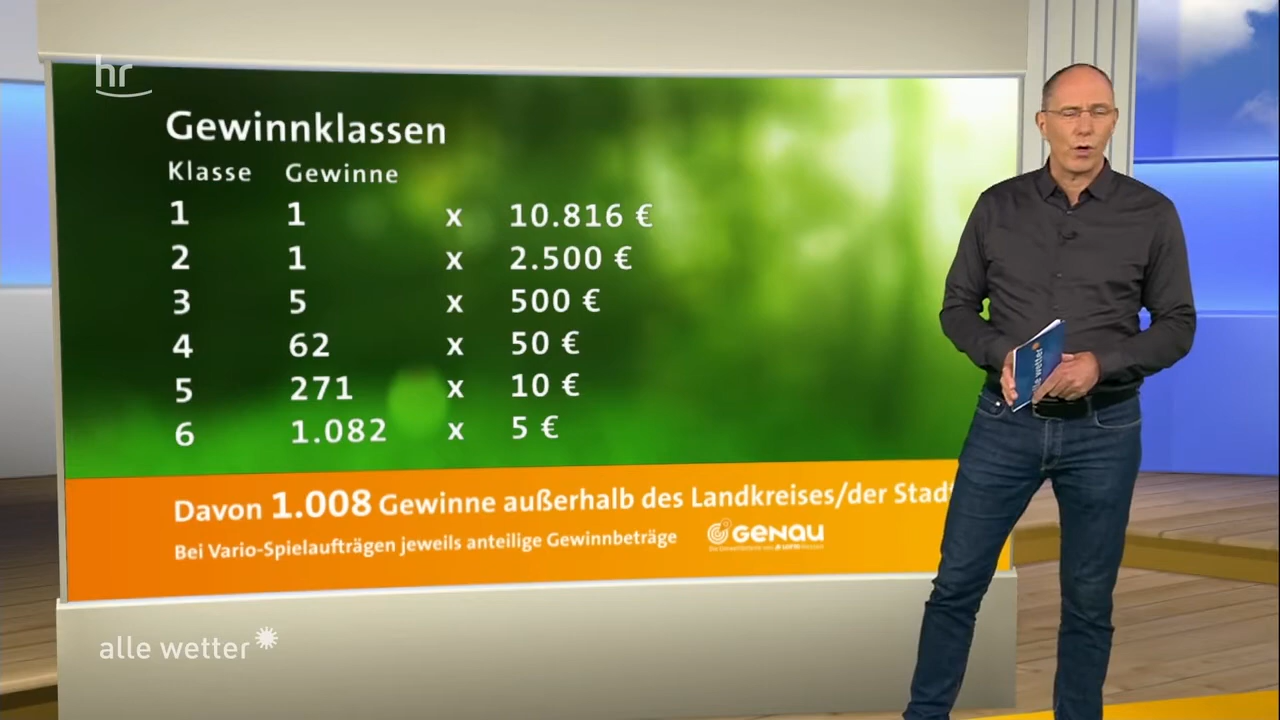 hr
Gewinnklassen
Klasse Gewinne
1 1 x 10.816 €
2 1 x 2.500 €
3 5 x 500 €
4 62 x 50 €
5 271 x 10 €
6 1.082 x 5 €
Davon 1.008 Gewinne außerhalb des Landkreises/der Stad
Bei Vario-Spielaufträgen jeweils anteilige Gewinnbeträge
GENAU
alle wetter
wetter